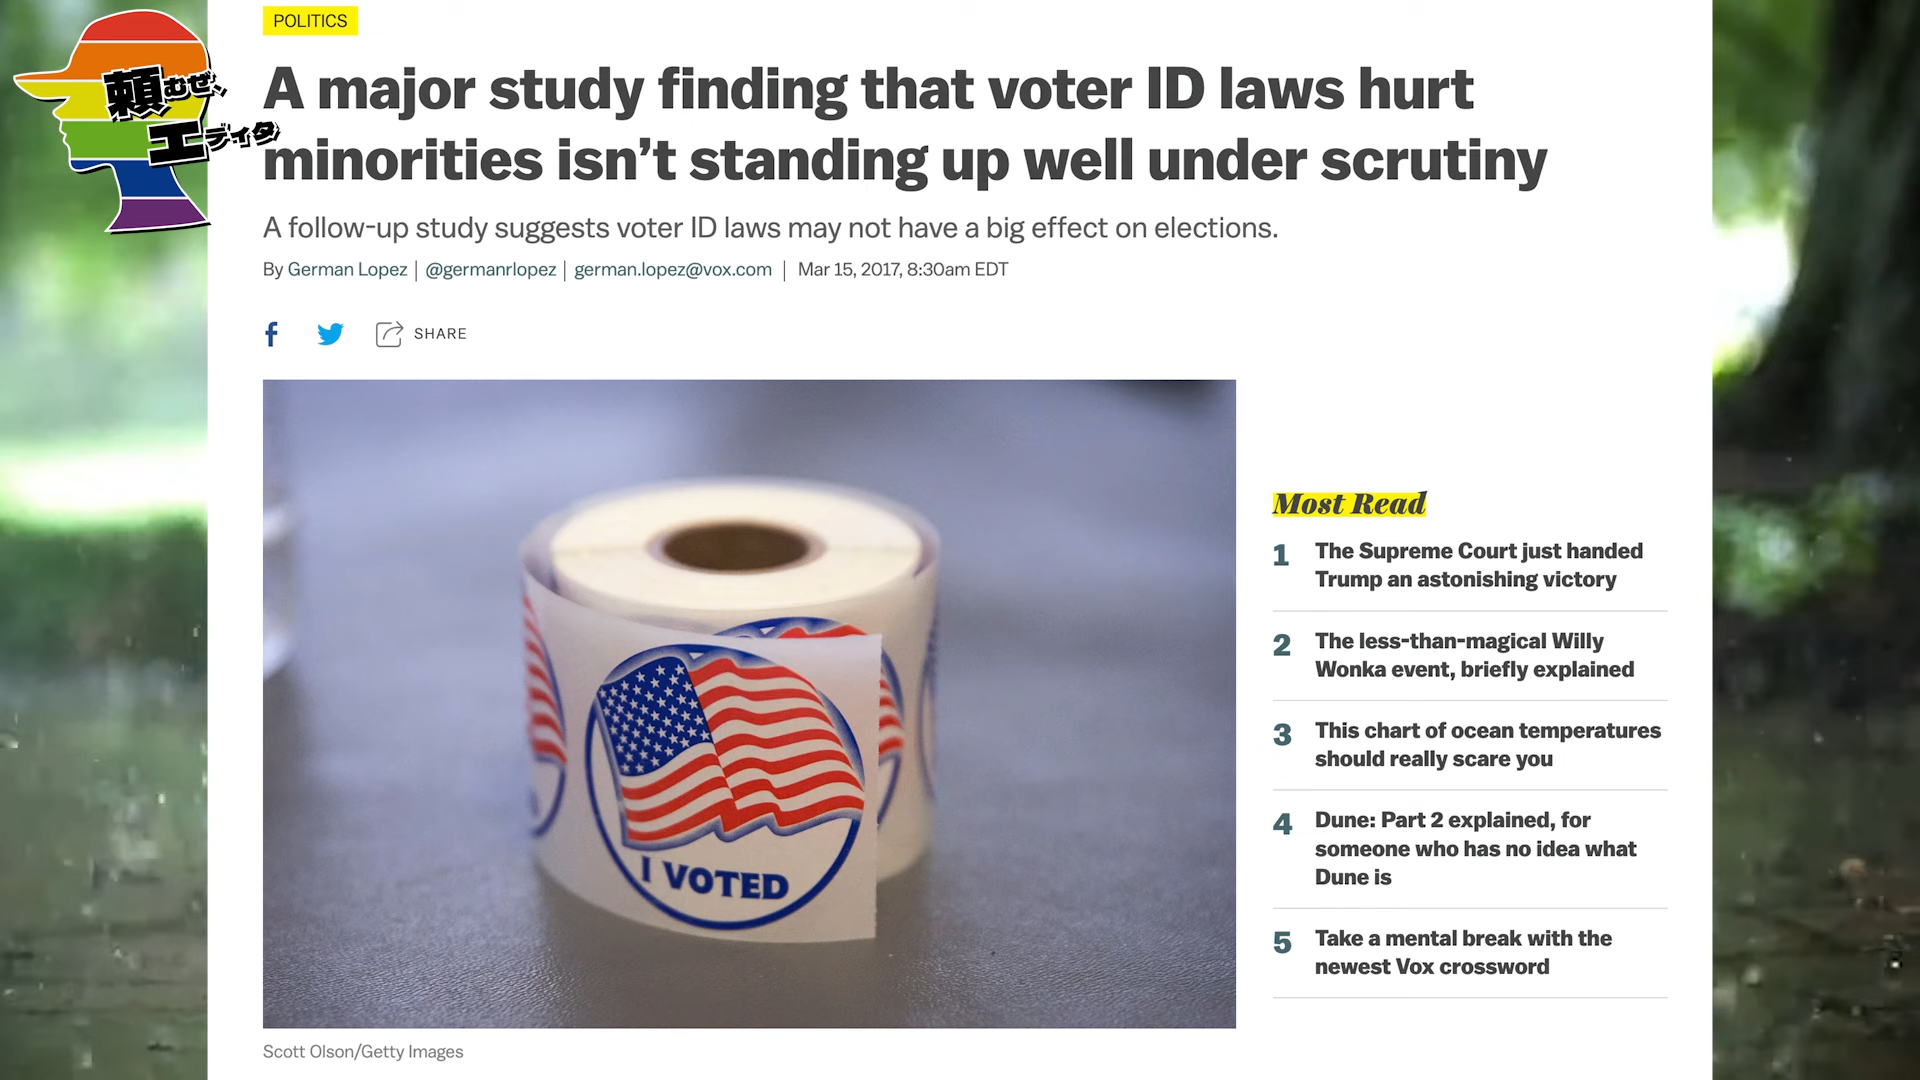 頼むぜ、
エディタ
POLITICS
A major study finding that voter ID laws hurt
minorities isn't standing up well under scrutiny
A follow-up study suggests voter ID laws may not have a big effect on elections.
By German Lopez | @germanrlopez | german.lopez@vox.com | Mar 15, 2017, 8:30am EDT
f SHARE
I VOTED
Most Read
1 The Supreme Court just handed
Trump an astonishing victory
2 The less-than-magical Willy
Wonka event, briefly explained
3 This chart of ocean temperatures
should really scare you
4 Dune: Part 2 explained, for
someone who has no idea what
Dune is
5 Take a mental break with the
newest Vox crossword
Scott Olson/Getty Images